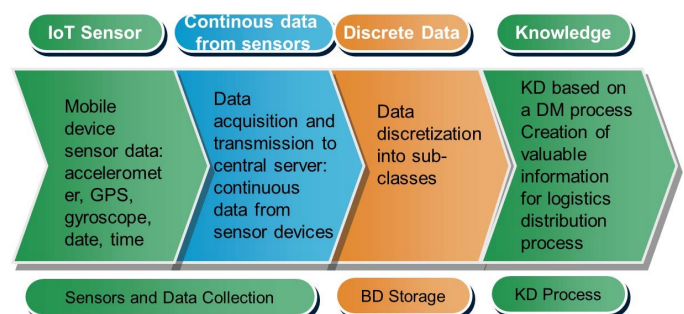 IoT Sensor
Continous data
from sensors
Discrete Data
Knowledge
Mobile
device
sensor data:
acceleromet
er, GPS,
gyroscope,
date, time
Data
acquisition and
transmission to
central server:
continuous
data from
sensor devices
Data
discretization
into sub-
classes
KD based on
a DM process
Creation of
valuable
information
for logistics
distribution
process
Sensors and Data Collection
BD Storage
KD Process